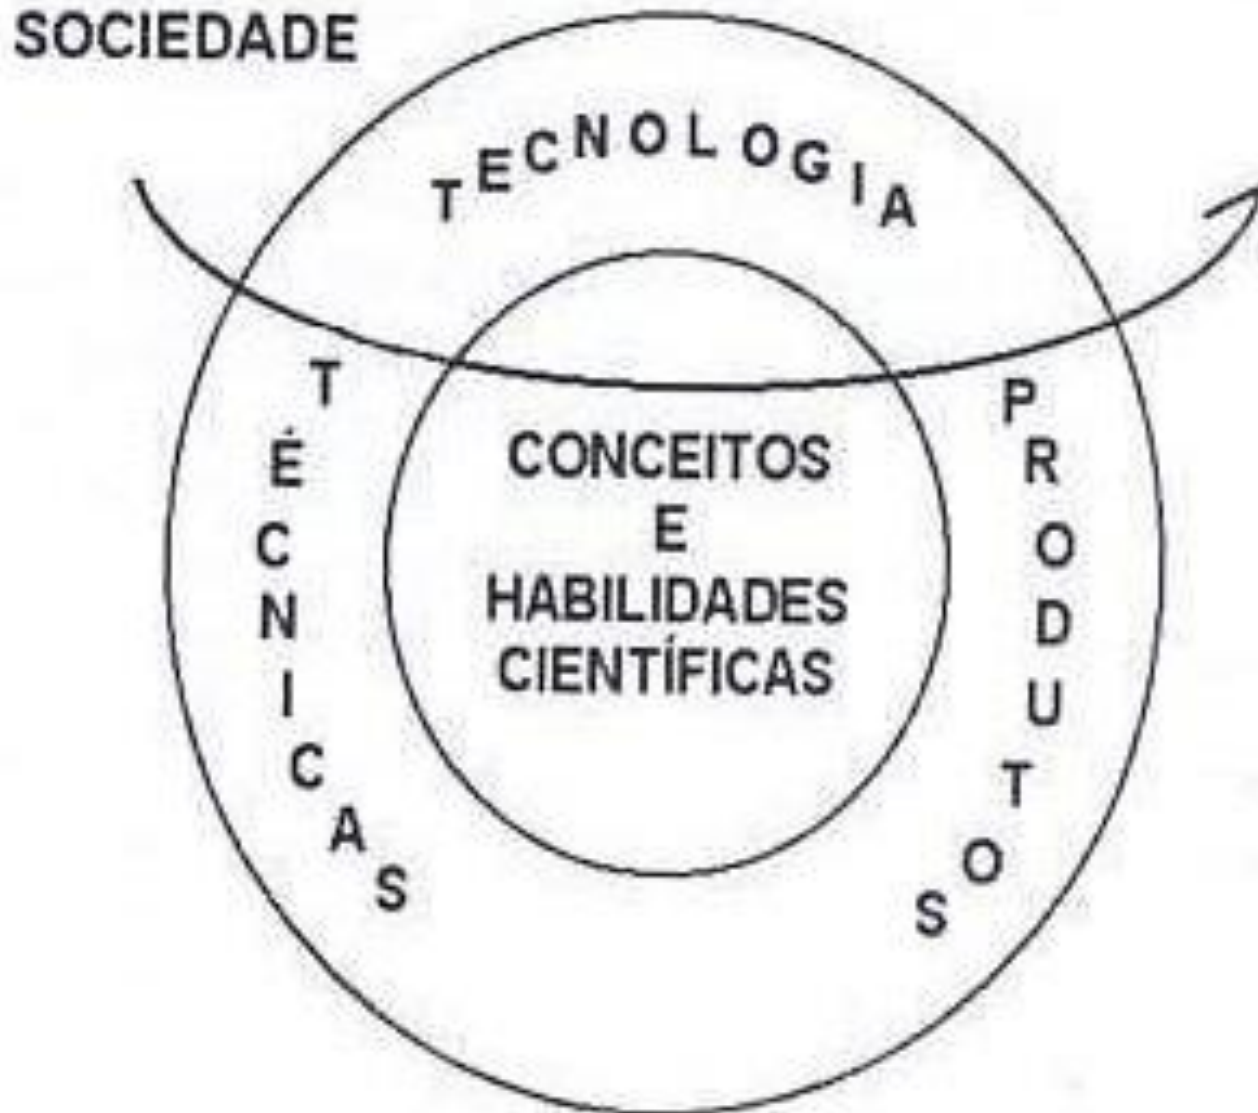 SOCIEDADE
TECNOLOGIA
TÉCNICAS
CONCEITOS
E
HABILIDADES
CIENTÍFICAS
PRODUTOS